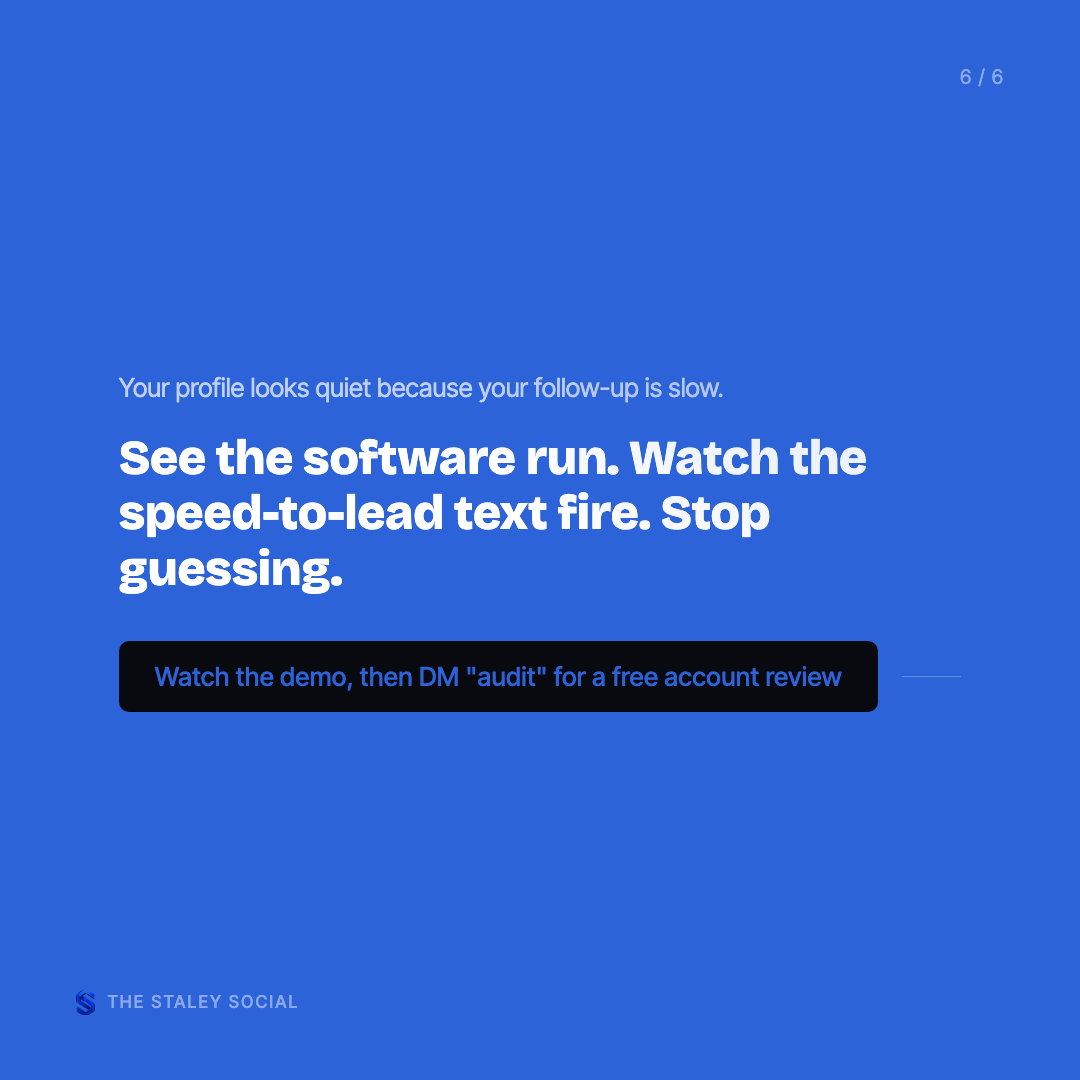 6 / 6
Your profile looks quiet because your follow-up is slow.
See the software run. Watch the
speed-to-lead text fire. Stop
guessing.
Watch the demo, then DM "audit" for a free account review
THE STALEY SOCIAL